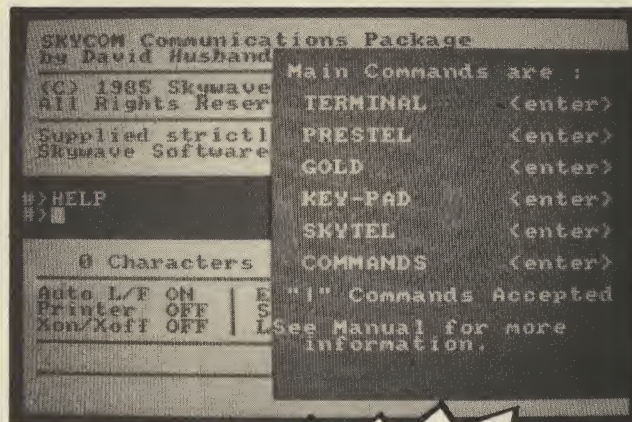 SKYCOM Communications Package
by David Husband
(C) 1985 Skywave
All Rights Reser
Supplied strictl
Skywave Software
#>HELP
#>
0 Characters
Auto L/F ON
Printer OFF
Xon/Xoff OFF
E
S
L
Main Commands are :
TERMINAL <enter>
PRESTEL <enter>
GOLD <enter>
KEY-PAD <enter>
SKYTEL <enter>
COMMANDS <enter>
"|" Commands Accepted
See Manual for more
information.